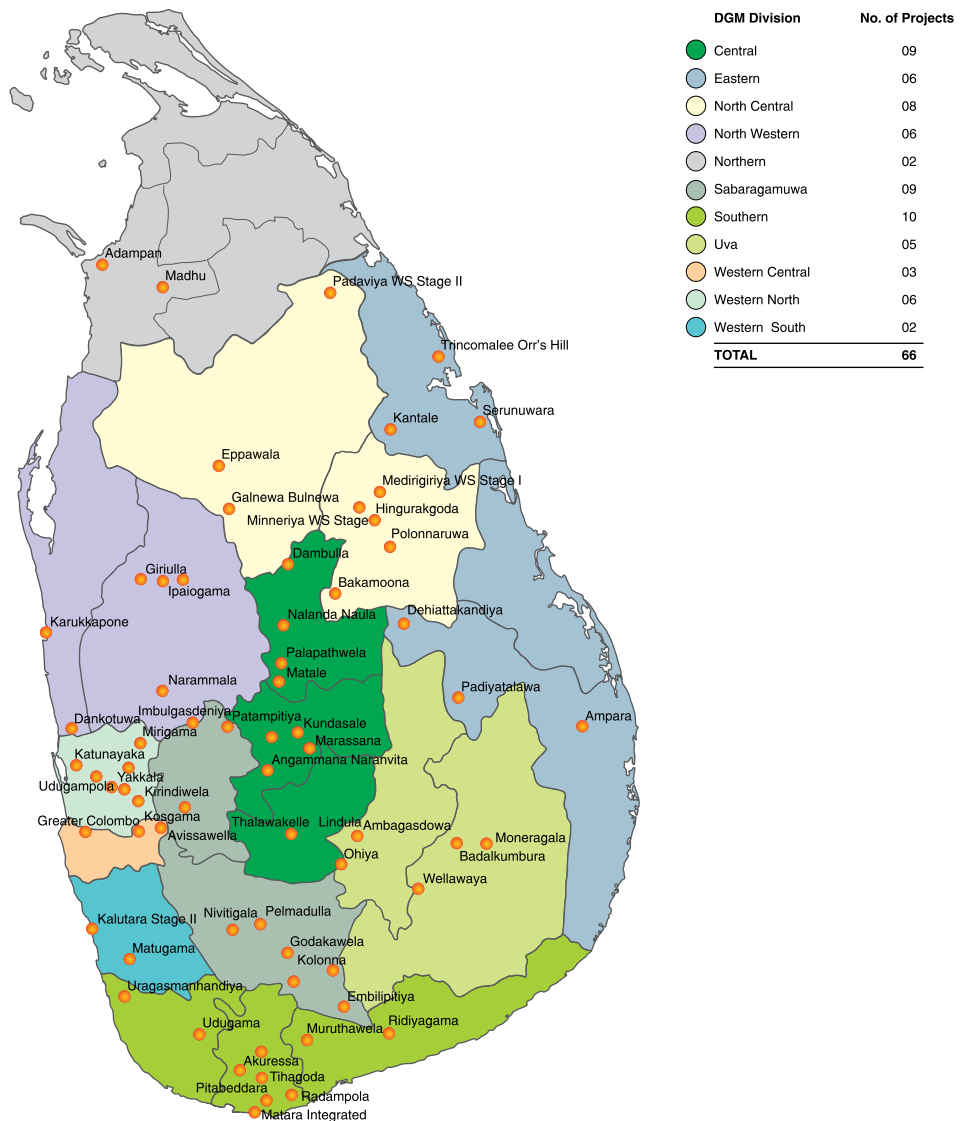 DGM Division No. of Projects
Central 09
Eastern 06
North Central 08
North Western 06
Northern 02
Sabaragamuwa 09
Southern 10
Uva 05
Western Central 03
Western North 06
Western South 02
TOTAL 66
Adampan
Madhu
Padaviya WS Stage II
Trincomalee Orr's Hill
Serunuwara
Kantale
Eppawala
Medirigiriya WS Stage I
Galnewa Bulnewa
Hingurakgoda
Minneriya WS Stage
Polonnaruwa
Dambulla
Giriulla
Ipaiogama
Bakamoona
Dehiattakandiya
Nalanda Naula
Karukkapone
Palapathwela
Matale
Narammala
Padiyatalawa
Imbulgasdeniya
Patampitiya
Ampara
Dankotuwa
Mirigama
Kundasale
Marassana
Katunayaka
Angammana Naranvita
Yakkala
Udugampola
Kirindiwela
Greater Colombo
Kosgama
Avissawella
Thalawakelle
Lindula
Ambagasdowa
Moneragala
Badalkumbura
Ohiya
Wellawaya
Kalutara Stage II
Nivitigala
Pelmadulla
Matugama
Godakawela
Kolonna
Uragasmanhandiya
Embilipitiya
Udugama
Muruthawela
Ridiyagama
Akuressa
Tihagoda
Pitabeddara
Radampola
Matara Integrated